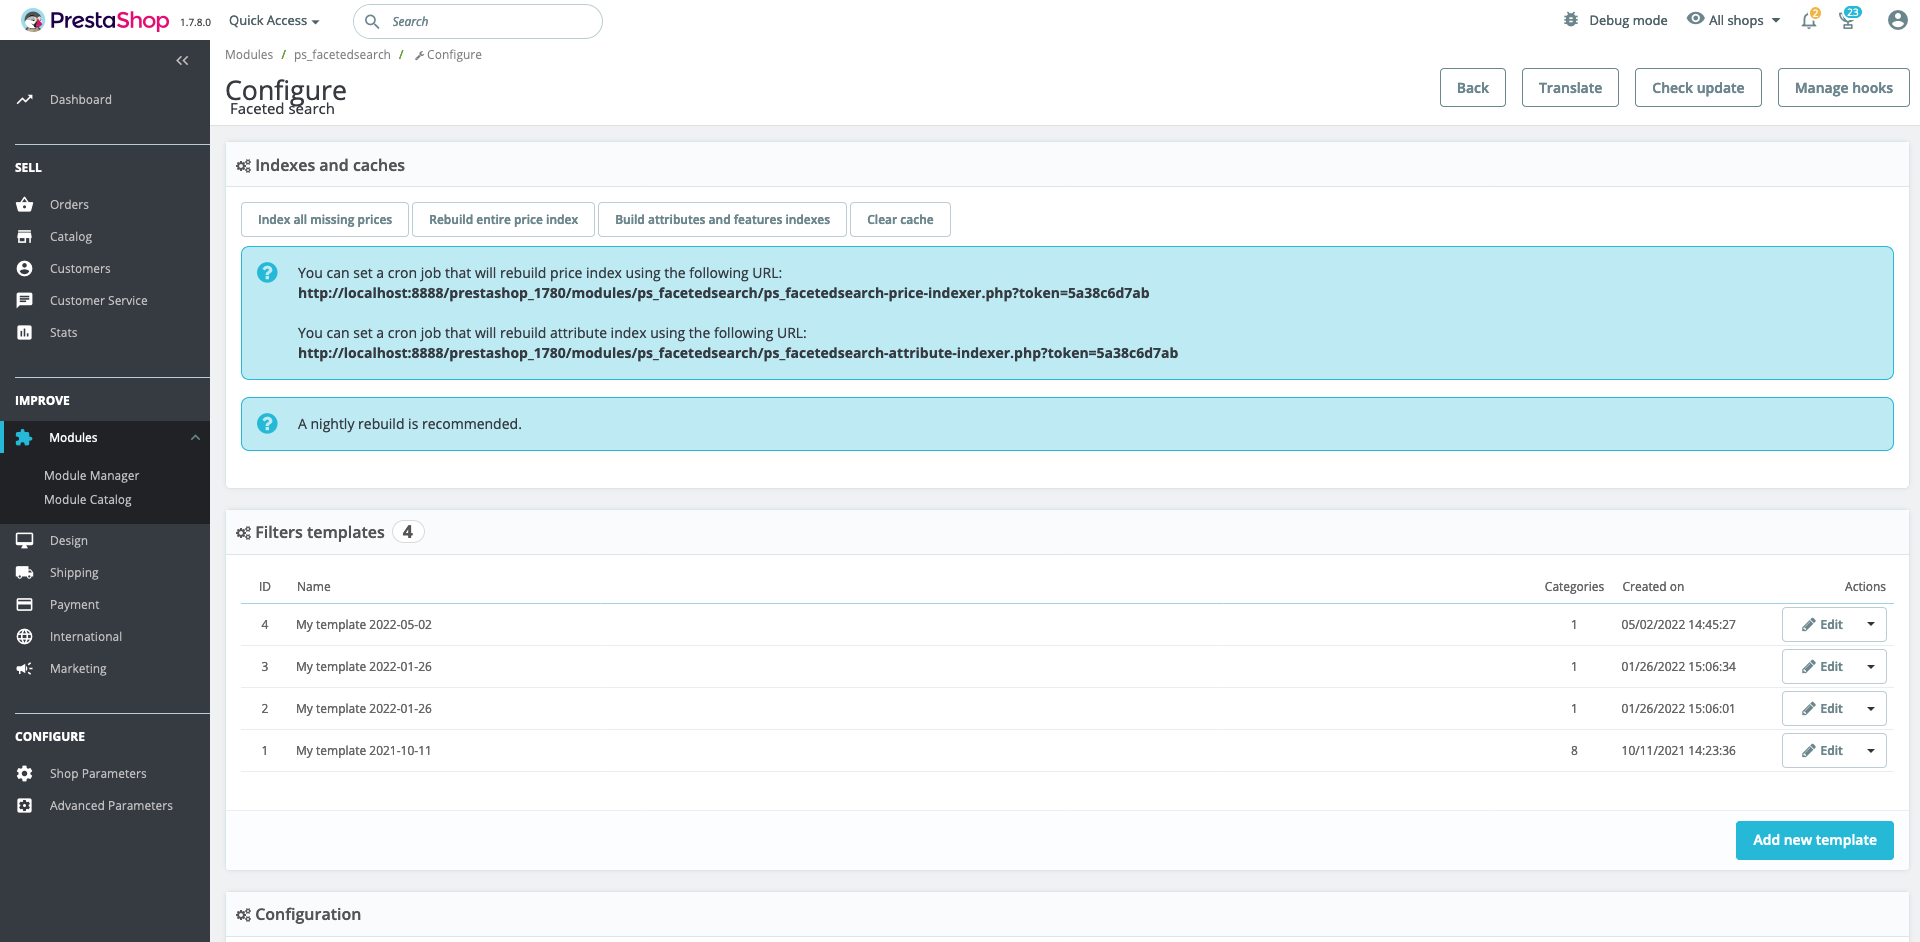 PrestaShop 1.7.8.0 Quick Access Search Debug mode All shops 2 23
Modules / ps_facetedsearch / Configure
Configure
Faceted search
Back Translate Check update Manage hooks
Dashboard
SELL
Orders
Catalog
Customers
Customer Service
Stats
IMPROVE
Modules
Module Manager
Module Catalog
Design
Shipping
Payment
International
Marketing
CONFIGURE
Shop Parameters
Advanced Parameters
Indexes and caches
Index all missing prices Rebuild entire price index Build attributes and features indexes Clear cache
You can set a cron job that will rebuild price index using the following URL:
http://localhost:8888/prestashop_1780/modules/ps_facetedsearch/ps_facetedsearch-price-indexer.php?token=5a38c6d7ab
You can set a cron job that will rebuild attribute index using the following URL:
http://localhost:8888/prestashop_1780/modules/ps_facetedsearch/ps_facetedsearch-attribute-indexer.php?token=5a38c6d7ab
A nightly rebuild is recommended.
Filters templates 4
ID Name Categories Created on Actions
4 My template 2022-05-02 1 05/02/2022 14:45:27 Edit
3 My template 2022-01-26 1 01/26/2022 15:06:34 Edit
2 My template 2022-01-26 1 01/26/2022 15:06:01 Edit
1 My template 2021-10-11 8 10/11/2021 14:23:36 Edit
Add new template
Configuration